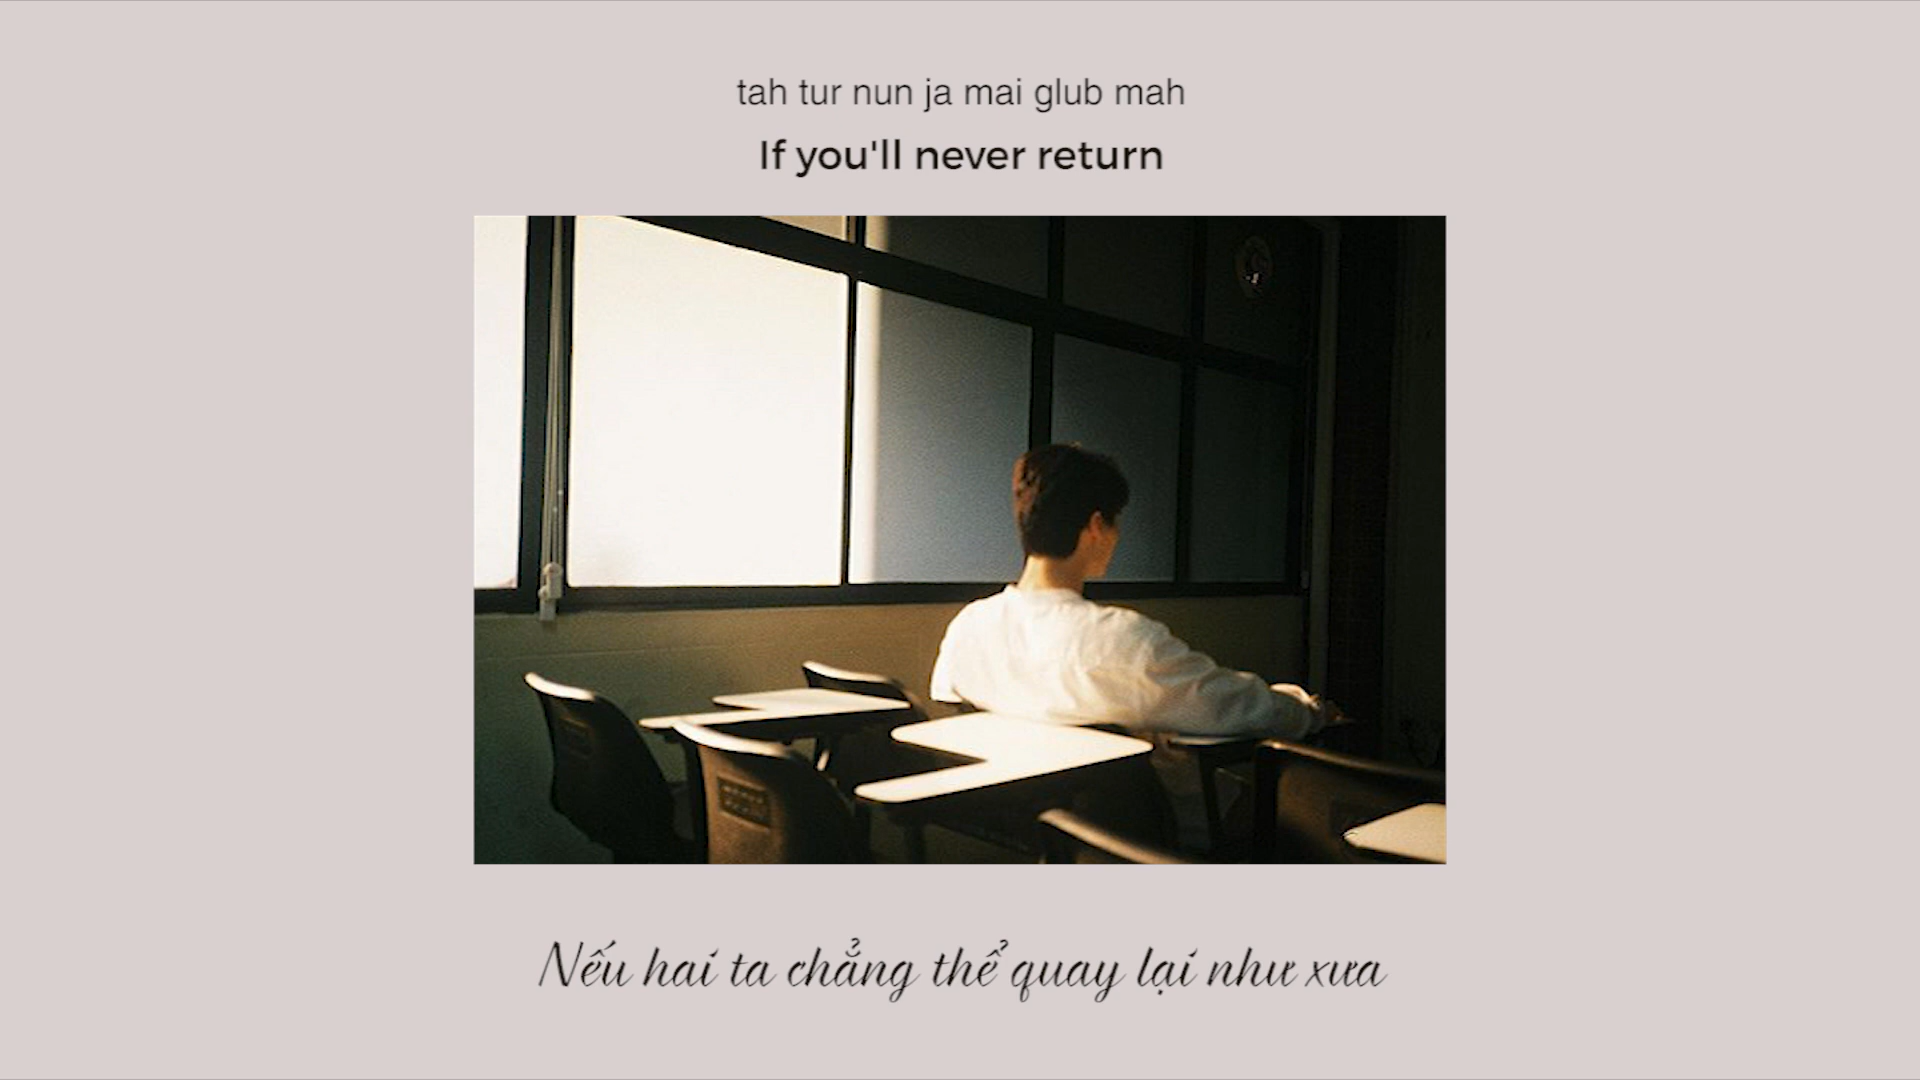 tah tur nun ja mai glub mah
If you'll never return
Nếu hai ta chẳng thể quay lại như xưa